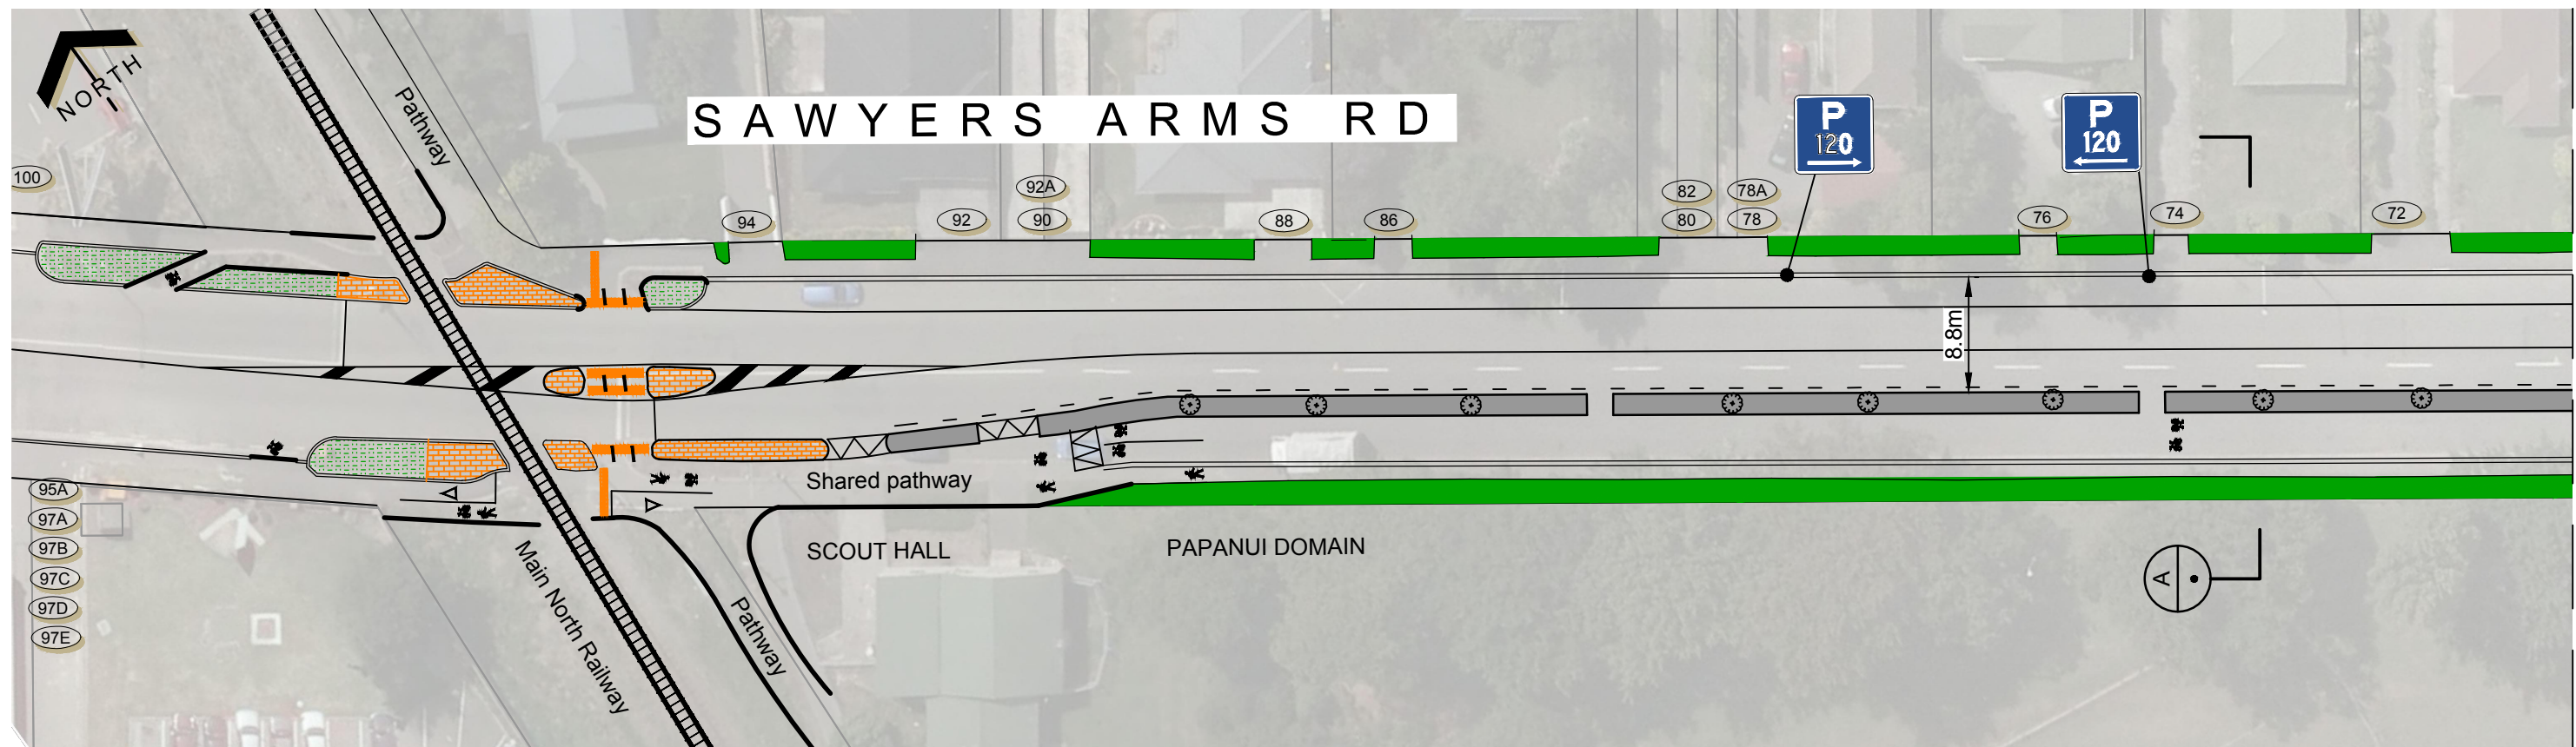 NORTH
Pathway
SAWYERS ARMS RD
P
120
P
120
100
94
92
92A
90
88
86
82
80
78A
78
76
74
72
8.8m
Shared pathway
95A
97A
97B
97C
97D
97E
Main North Railway
Pathway
SCOUT HALL
PAPANUI DOMAIN
A